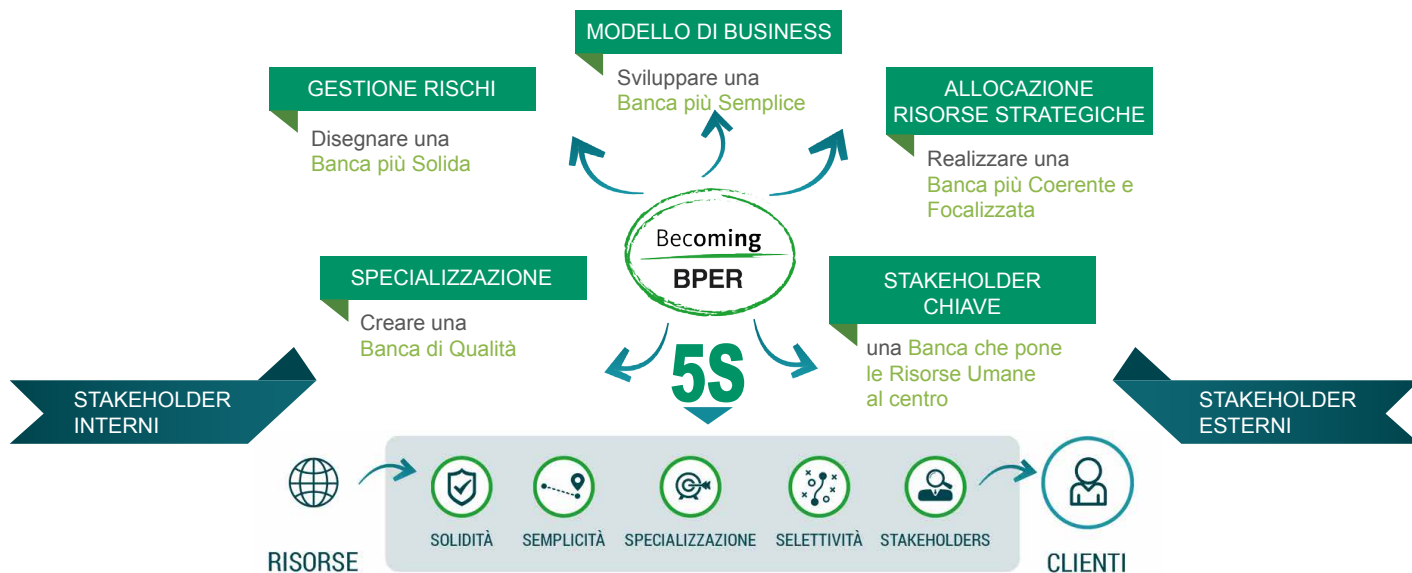 MODELLO DI BUSINESS
Sviluppare una
Banca più Semplice
GESTIONE RISCHI
Disegnare una
Banca più Solida
ALLOCAZIONE
RISORSE STRATEGICHE
Realizzare una
Banca più Coerente e
Focalizzata
Becoming
BPER
SPECIALIZZAZIONE
Creare una
Banca di Qualità
STAKEHOLDER
CHIAVE
una Banca che pone
le Risorse Umane
al centro
5S
STAKEHOLDER
INTERNI
STAKEHOLDER
ESTERNI
RISORSE
SOLIDITÀ
SEMPLICITÀ
SPECIALIZZAZIONE
SELETTIVITÀ
STAKEHOLDERS
CLIENTI